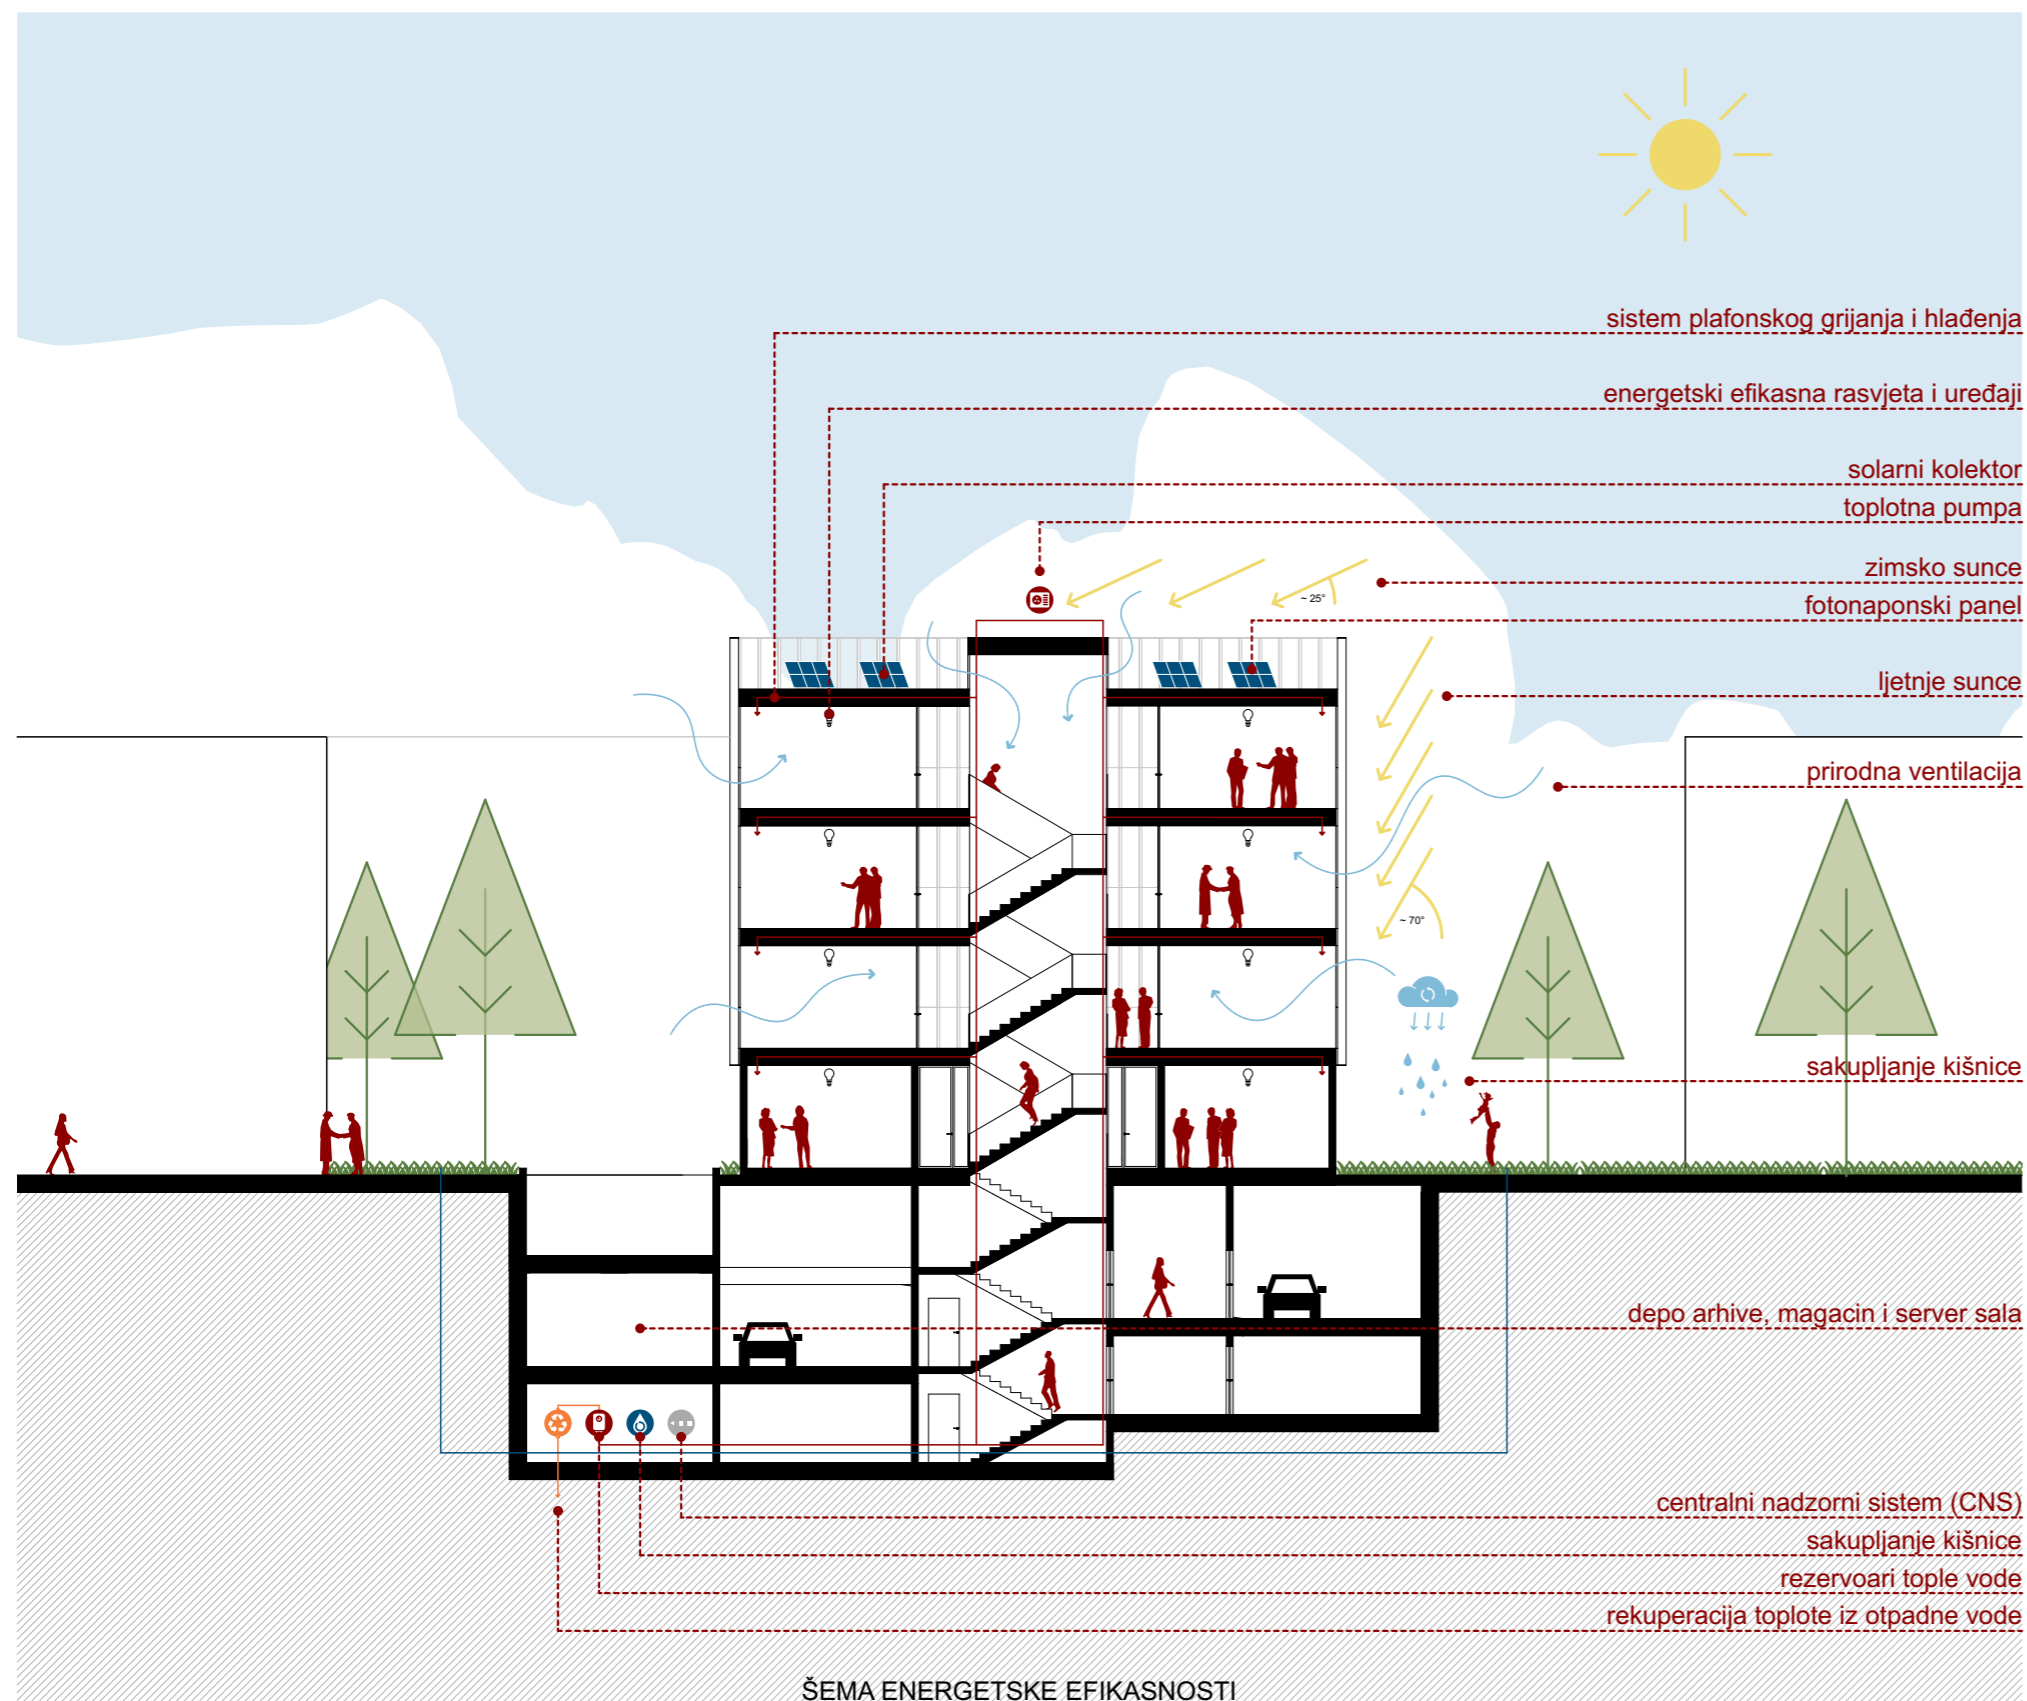 sistem plafonskog grijanja i hlađenja
energetski efikasna rasvjeta i uređaji
solarni kolektor
toplotna pumpa
zimsko sunce
~ 25°
fotonaponski panel
ljetnje sunce
prirodna ventilacija
~ 70°
sakupljanje kišnice
depo arhive, magacin i server sala
centralni nadzorni sistem (CNS)
sakupljanje kišnice
rezervoari tople vode
rekuperacija toplote iz otpadne vode
ŠEMA ENERGETSKE EFIKASNOSTI